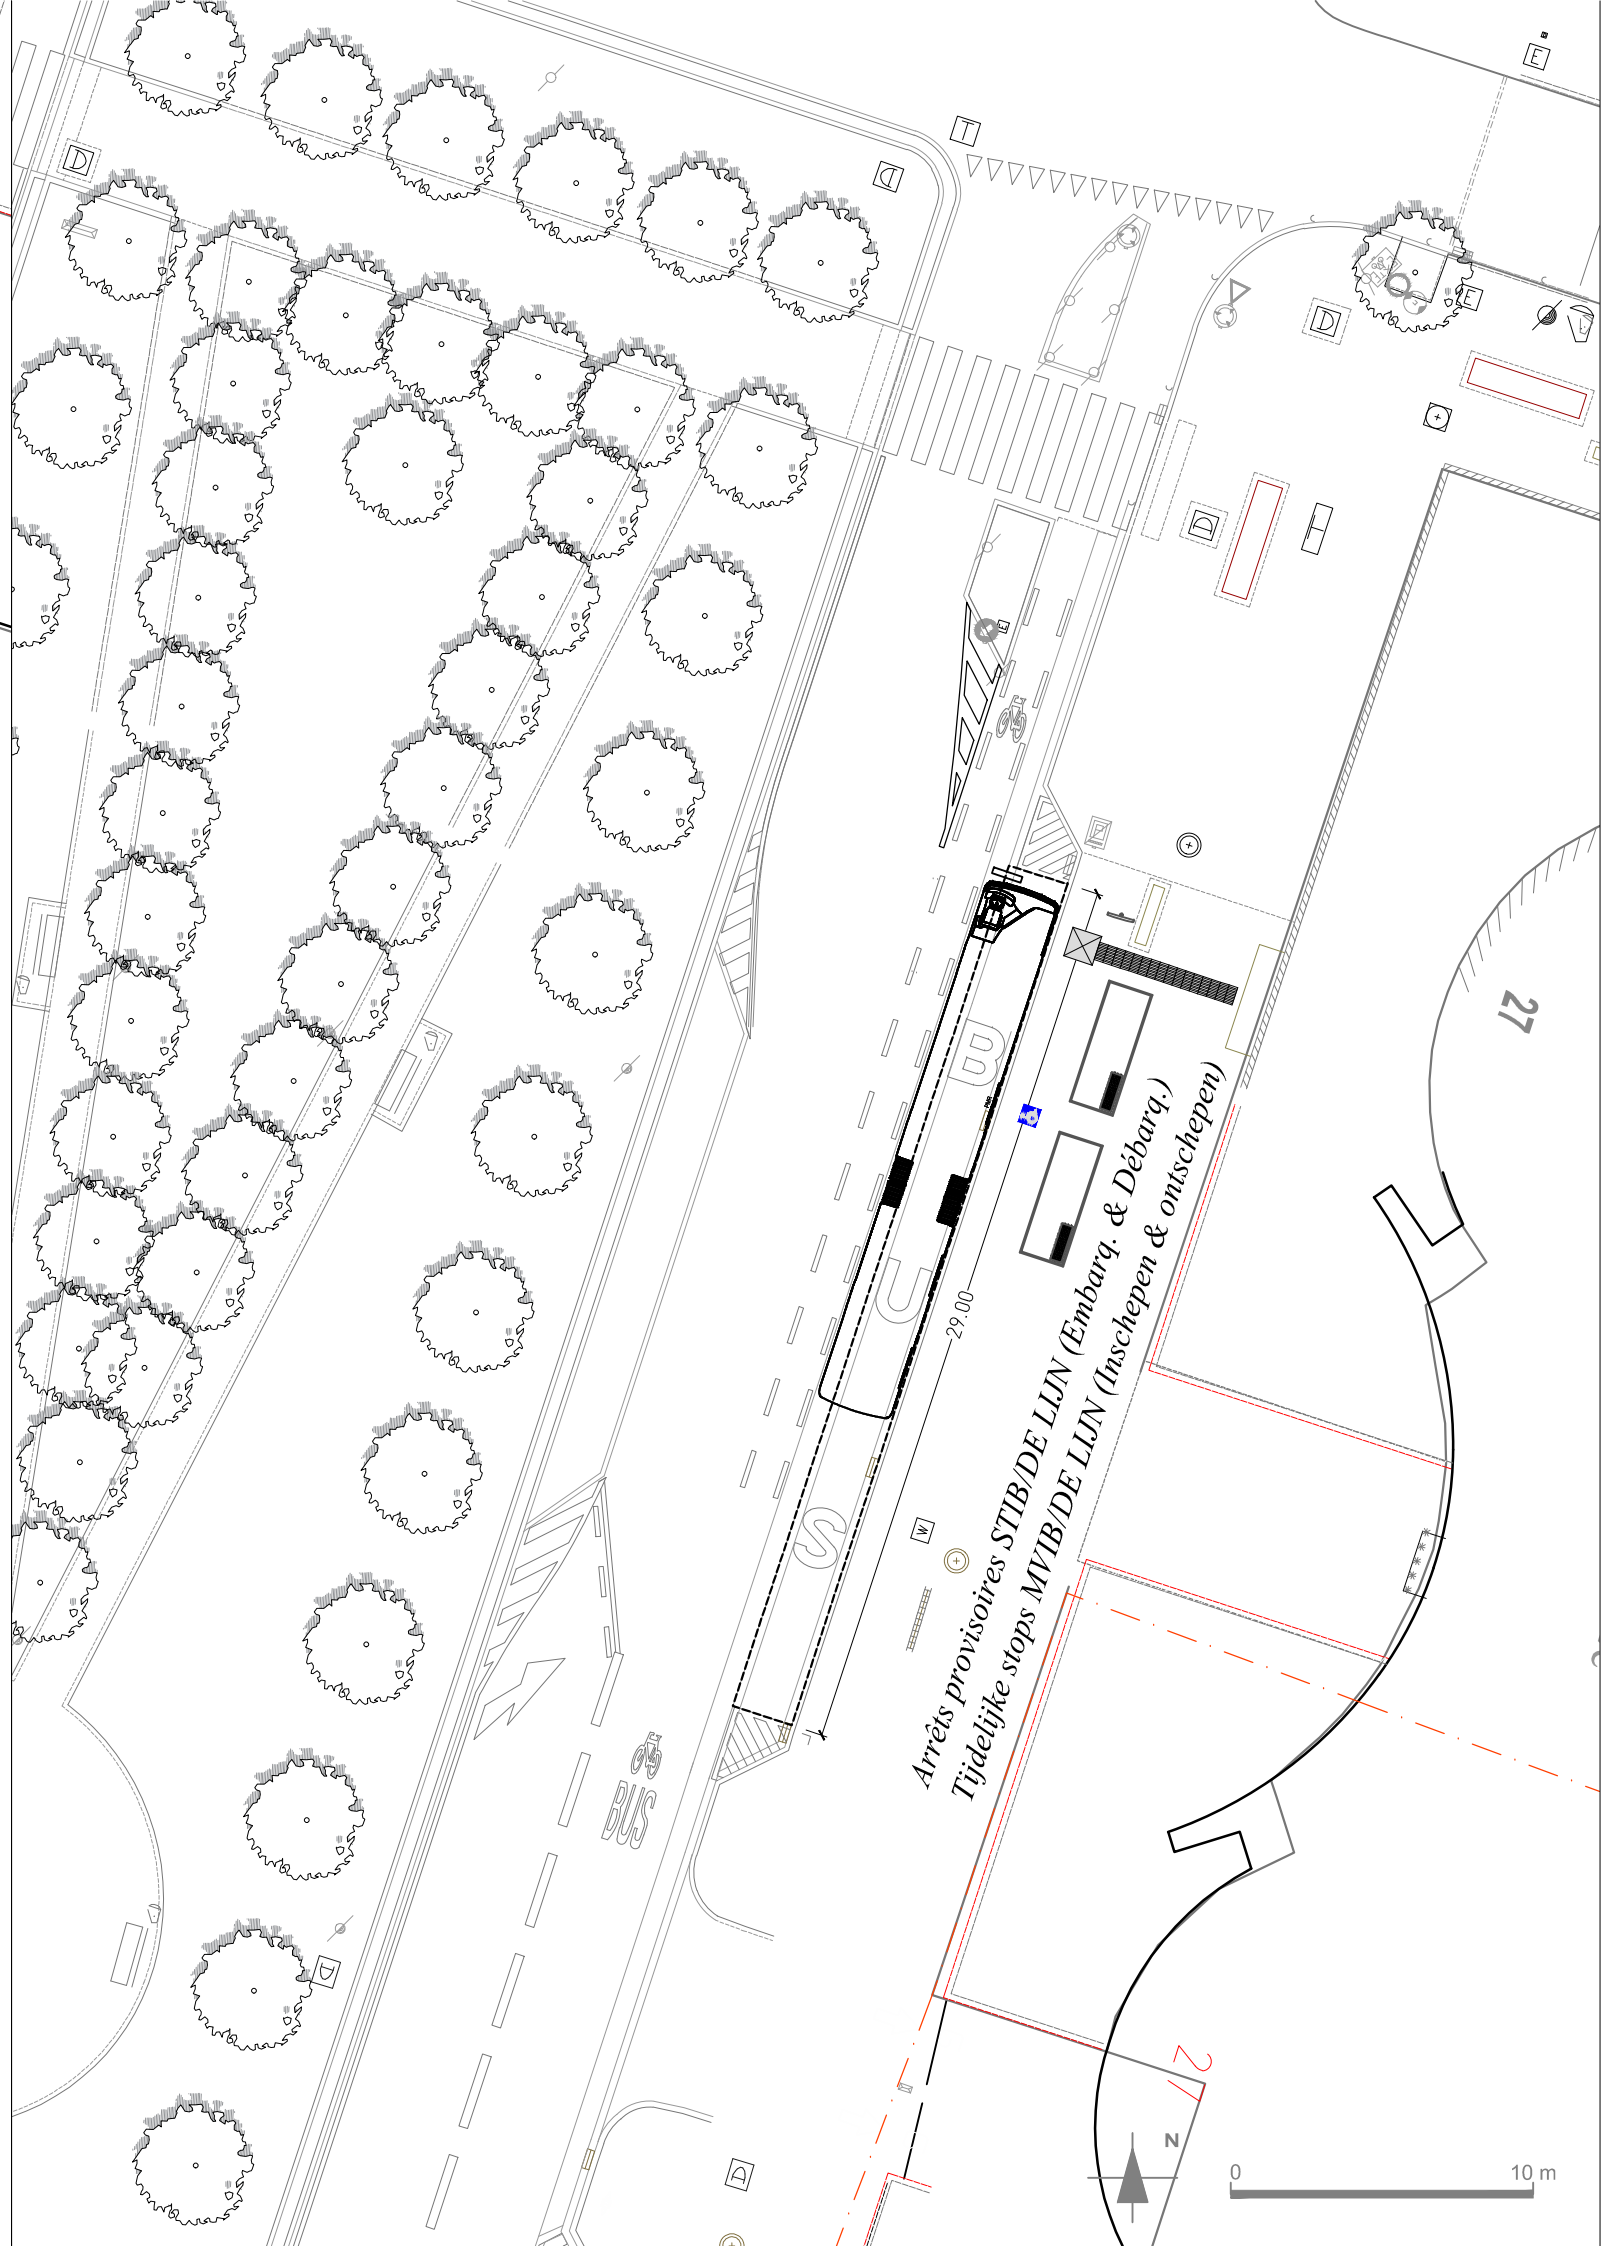 E
T
D
D
E
D
D
E
27
B
U
S
29.00
Arrêts provisoires STIB/DE LIJN (Embarq. & Débarq.)
Tijdelijke stops MVIB/DE LIJN (Inschepen & ontschepen)
W
BUS
D
27
N
D
0 10 m